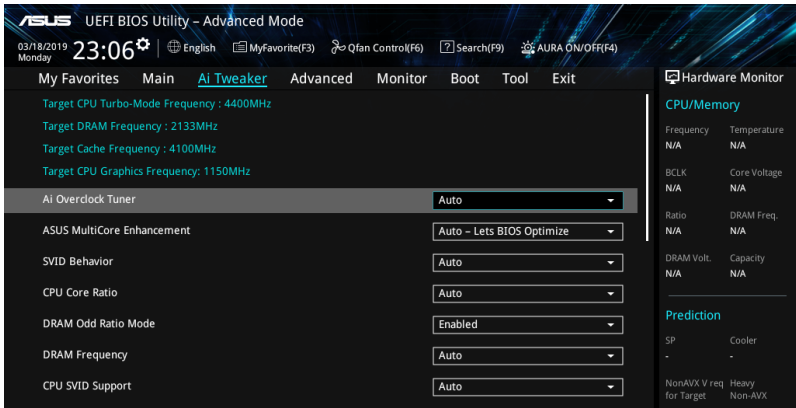 ASUS UEFI BIOS Utility – Advanced Mode
03/18/2019
Monday
23:06
English
MyFavorite(F3)
Qfan Control(F6)
Search(F9)
AURA ON/OFF(F4)
My Favorites Main Ai Tweaker Advanced Monitor Boot Tool Exit
Target CPU Turbo-Mode Frequency : 4400MHz
Target DRAM Frequency : 2133MHz
Target Cache Frequency : 4100MHz
Target CPU Graphics Frequency: 1150MHz
Ai Overclock Tuner Auto
ASUS MultiCore Enhancement Auto – Lets BIOS Optimize
SVID Behavior Auto
CPU Core Ratio Auto
DRAM Odd Ratio Mode Enabled
DRAM Frequency Auto
CPU SVID Support Auto
Hardware Monitor
CPU/Memory
Frequency Temperature
N/A N/A
BCLK Core Voltage
N/A N/A
Ratio DRAM Freq.
N/A N/A
DRAM Volt. Capacity
N/A N/A
Prediction
SP Cooler
- -
NonAVX V req Heavy
for Target Non-AVX